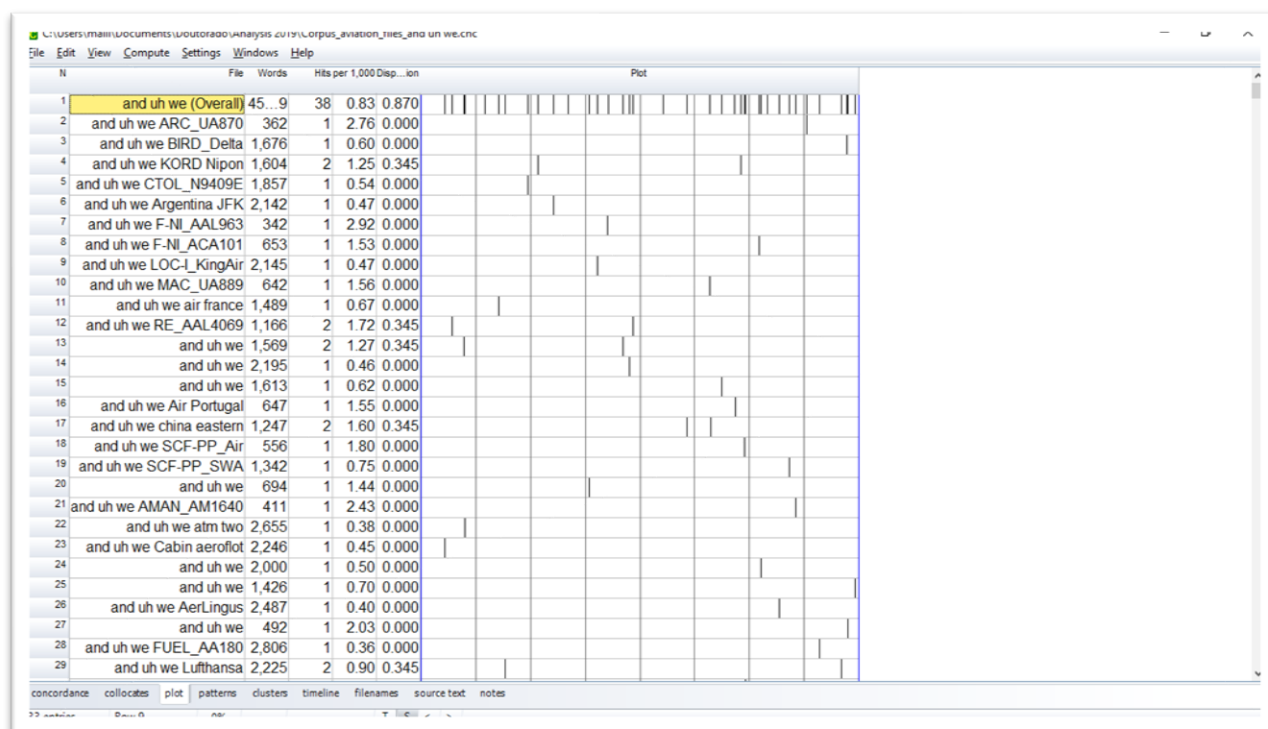 C:\Users\malil\Documents\Doutorado\Analysis 2019\Corpus_aviation_files_and uh we.cnc
File Edit View Compute Settings Windows Help
N File Words Hits per 1,000 Disp...ion Plot
1 and uh we (Overall) 45...9 38 0.83 0.870
2 and uh we ARC_UA870 362 1 2.76 0.000
3 and uh we BIRD_Delta 1,676 1 0.60 0.000
4 and uh we KORD Nipon 1,604 2 1.25 0.345
5 and uh we CTOL_N9409E 1,857 1 0.54 0.000
6 and uh we Argentina JFK 2,142 1 0.47 0.000
7 and uh we F-NI_AAL963 342 1 2.92 0.000
8 and uh we F-NI_ACA101 653 1 1.53 0.000
9 and uh we LOC-I_KingAir 2,145 1 0.47 0.000
10 and uh we MAC_UA889 642 1 1.56 0.000
11 and uh we air france 1,489 1 0.67 0.000
12 and uh we RE_AAL4069 1,166 2 1.72 0.345
13 and uh we 1,569 2 1.27 0.345
14 and uh we 2,195 1 0.46 0.000
15 and uh we 1,613 1 0.62 0.000
16 and uh we Air Portugal 647 1 1.55 0.000
17 and uh we china eastern 1,247 2 1.60 0.345
18 and uh we SCF-PP_Air 556 1 1.80 0.000
19 and uh we SCF-PP_SWA 1,342 1 0.75 0.000
20 and uh we 694 1 1.44 0.000
21 and uh we AMAN_AM1640 411 1 2.43 0.000
22 and uh we atm two 2,655 1 0.38 0.000
23 and uh we Cabin aeroflot 2,246 1 0.45 0.000
24 and uh we 2,000 1 0.50 0.000
25 and uh we 1,426 1 0.70 0.000
26 and uh we AerLingus 2,487 1 0.40 0.000
27 and uh we 492 1 2.03 0.000
28 and uh we FUEL_AA180 2,806 1 0.36 0.000
29 and uh we Lufthansa 2,225 2 0.90 0.345
concordance collocates plot patterns clusters timeline filenames source text notes
entries Row 9 0% T S < >